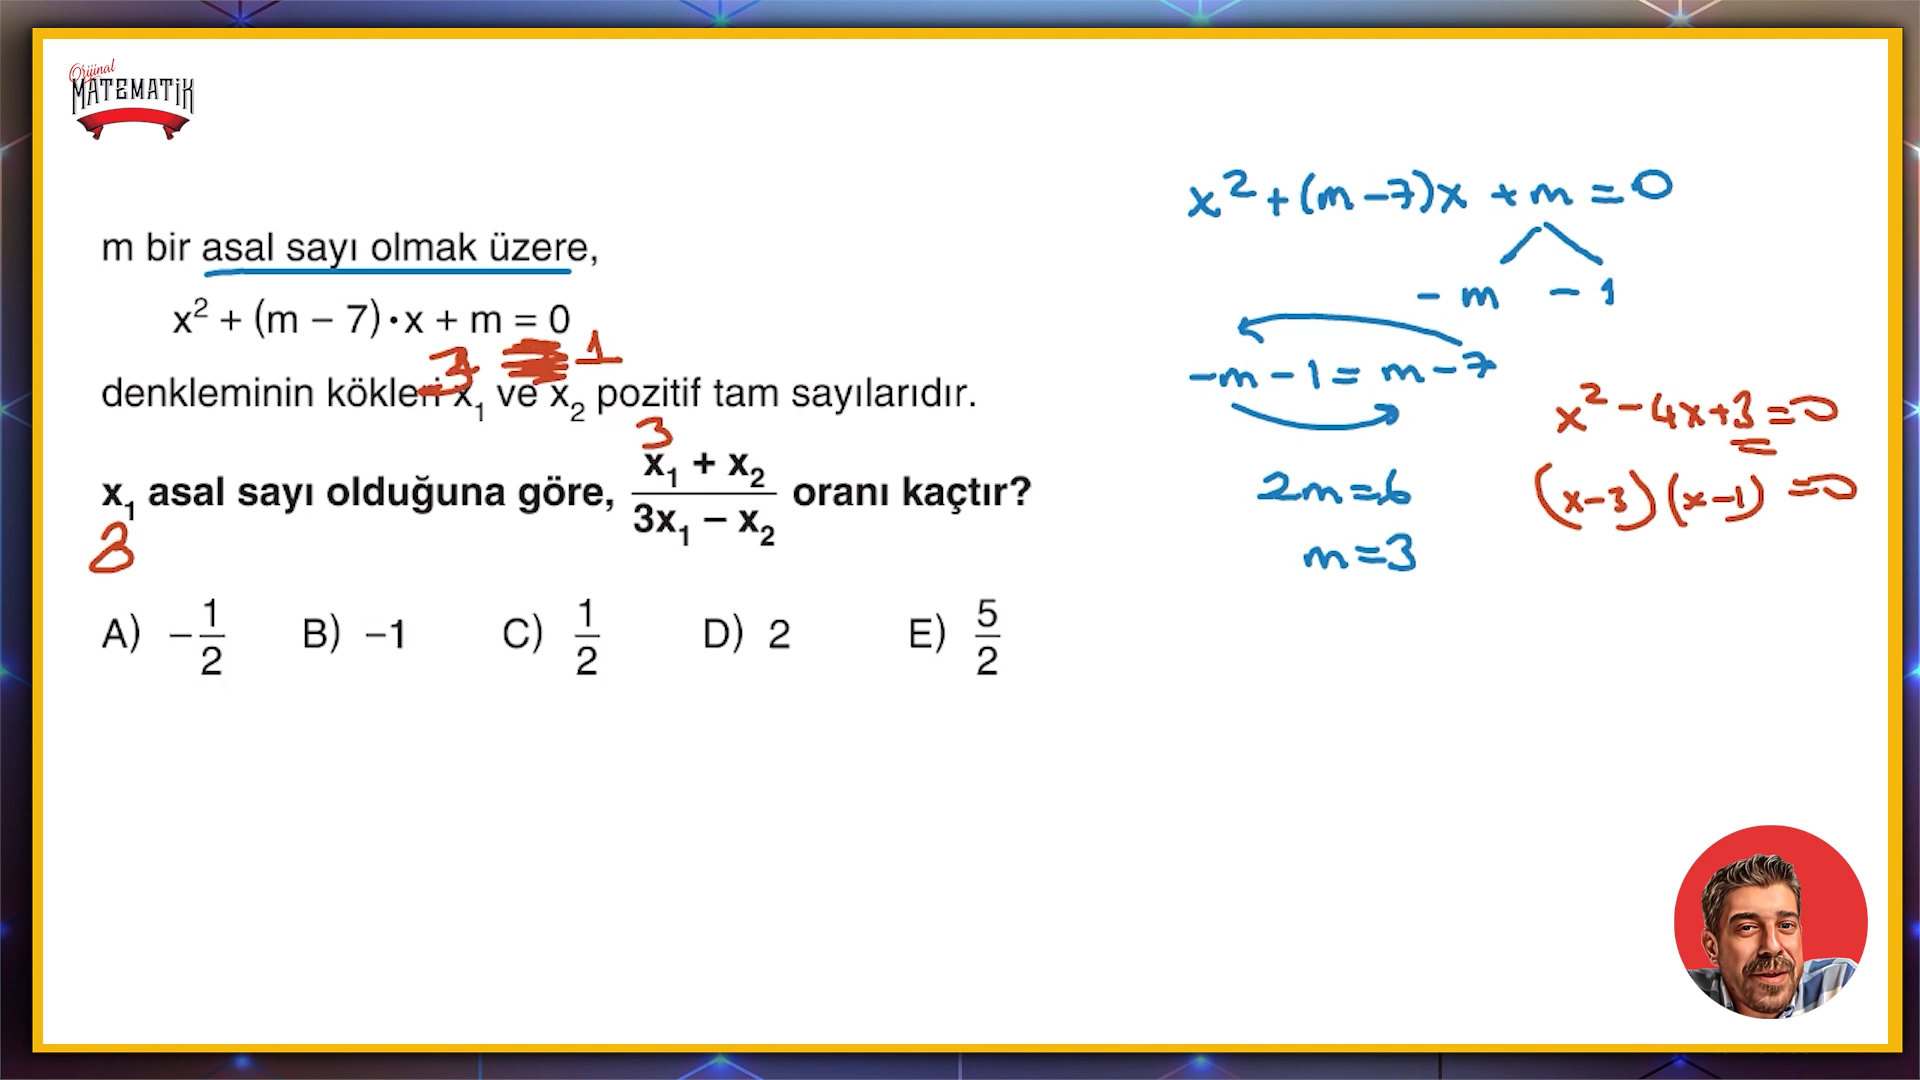 Orijinal
MATEMATİK
m bir asal sayı olmak üzere,
x² + (m − 7)·x + m = 0
3 1
denkleminin kökleri x₁ ve x₂ pozitif tam sayılarıdır.
3
x₁ asal sayı olduğuna göre, (x₁ + x₂)/(3x₁ − x₂) oranı kaçtır?
3
A) −1/2 B) −1 C) 1/2 D) 2 E) 5/2
x² + (m − 7)x + m = 0
− m − 1
−m − 1 = m − 7
2m = 6
m = 3
x² − 4x + 3 = 0
(x − 3)(x − 1) = 0